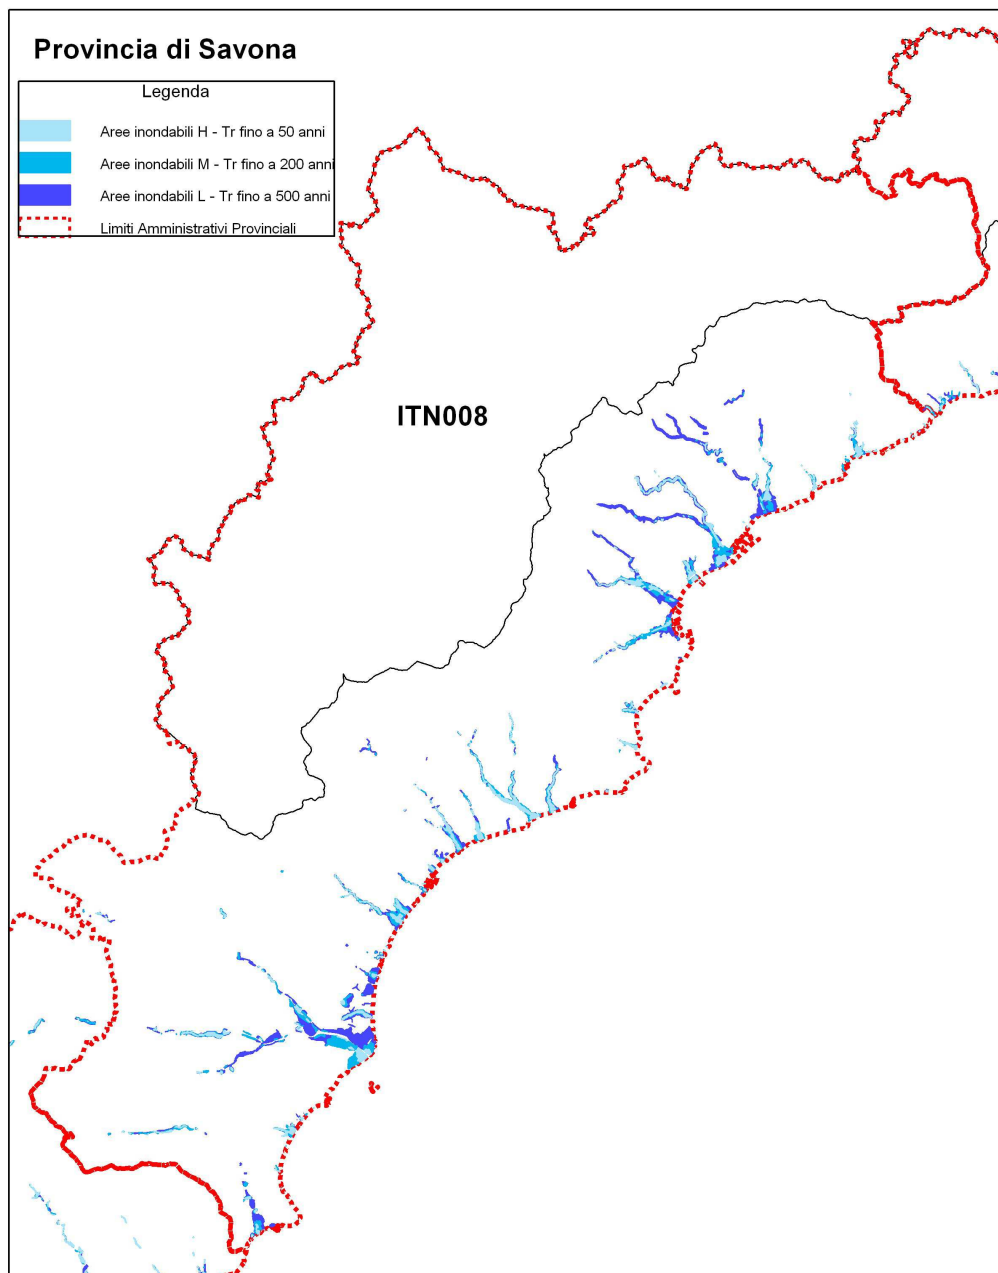 Provincia di Savona
Legenda
Aree inondabili H - Tr fino a 50 anni
Aree inondabili M - Tr fino a 200 anni
Aree inondabili L - Tr fino a 500 anni
Limiti Amministrativi Provinciali
ITN008